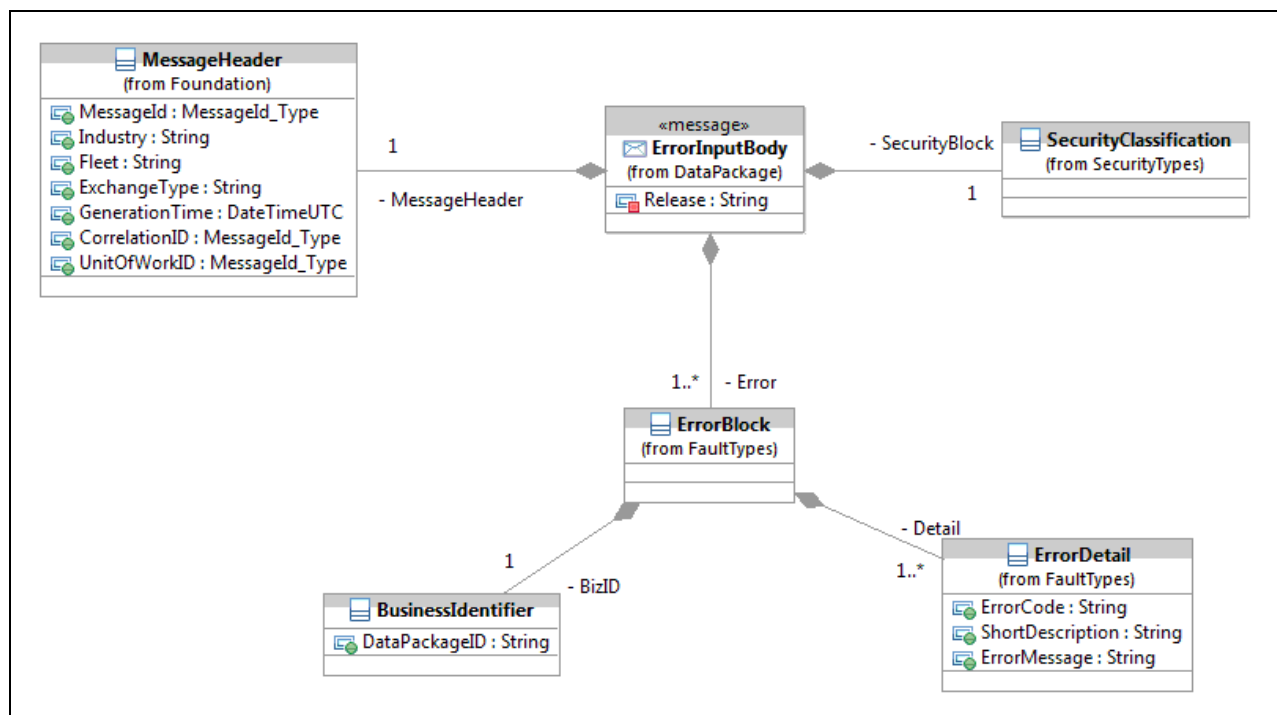 MessageHeader
(from Foundation)
MessageId : MessageId_Type
Industry : String
Fleet : String
ExchangeType : String
GenerationTime : DateTimeUTC
CorrelationID : MessageId_Type
UnitOfWorkID : MessageId_Type
1
- MessageHeader
«message»
ErrorInputBody
(from DataPackage)
Release : String
- SecurityBlock
1
SecurityClassification
(from SecurityTypes)
1..*
- Error
ErrorBlock
(from FaultTypes)
1
- BizID
BusinessIdentifier
DataPackageID : String
- Detail
1..*
ErrorDetail
(from FaultTypes)
ErrorCode : String
ShortDescription : String
ErrorMessage : String